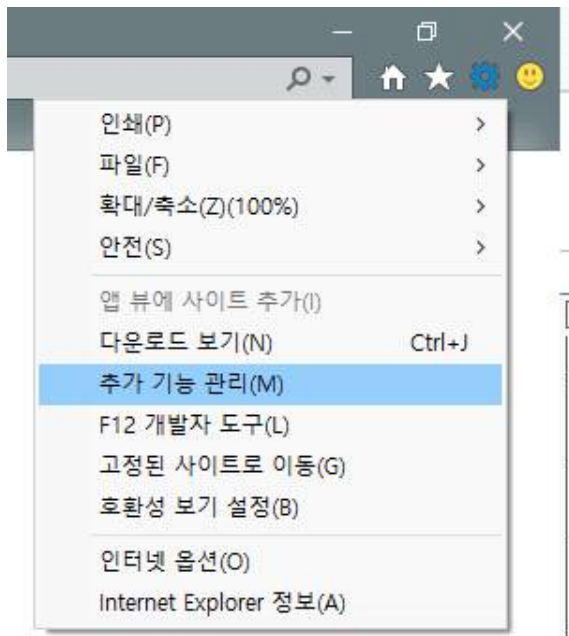 인쇄(P)
파일(F)
확대/축소(Z)(100%)
안전(S)
앱 뷰에 사이트 추가(I)
다운로드 보기(N) Ctrl+J
추가 기능 관리(M)
F12 개발자 도구(L)
고정된 사이트로 이동(G)
호환성 보기 설정(B)
인터넷 옵션(O)
Internet Explorer 정보(A)